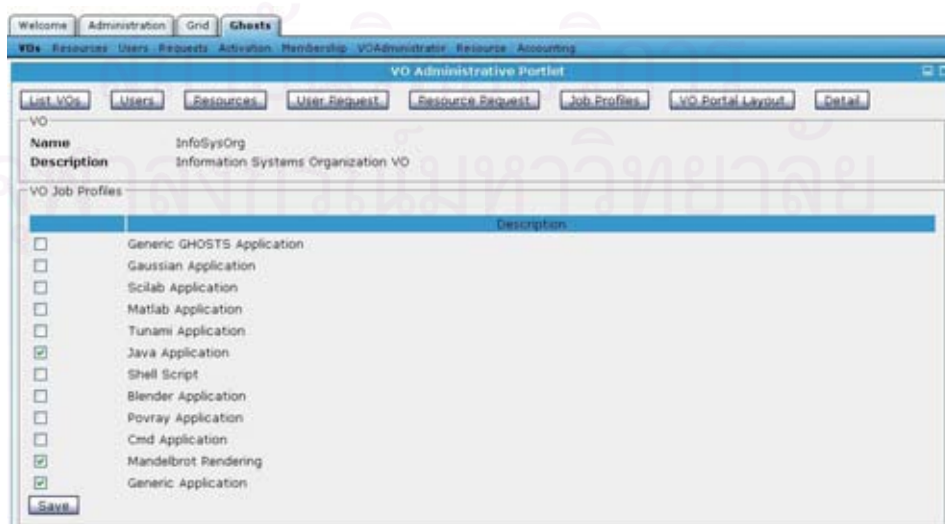 Welcome Administration Grid Ghosts
VOs Resources Users Requests Activation Membership VOAdministrator Resource Accounting
VO Administrative Portlet
List VOs Users Resources User Request Resource Request Job Profiles VO Portal Layout Detail
VO
Name InfoSysOrg
Description Information Systems Organization VO
VO Job Profiles
Description
Generic GHOSTS Application
Gaussian Application
Scilab Application
Matlab Application
Tunami Application
Java Application
Shell Script
Blender Application
Povray Application
Cmd Application
Mandelbrot Rendering
Generic Application
Save